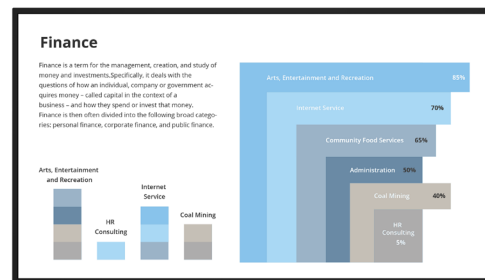 Finance
Finance is a term for the management, creation, and study of
money and investments.Specifically, it deals with the
questions of how an individual, company or government ac-
quires money – called capital in the context of a
business – and how they spend or invest that money.
Finance is then often divided into the following broad catego-
ries: personal finance, corporate finance, and public finance.
Arts, Entertainment
and Recreation
HR
Consulting
Internet
Service
Coal Mining
Arts, Entertainment and Recreation 85%
Internet Service 70%
Community Food Services 65%
Administration 50%
Coal Mining 40%
HR
Consulting
5%